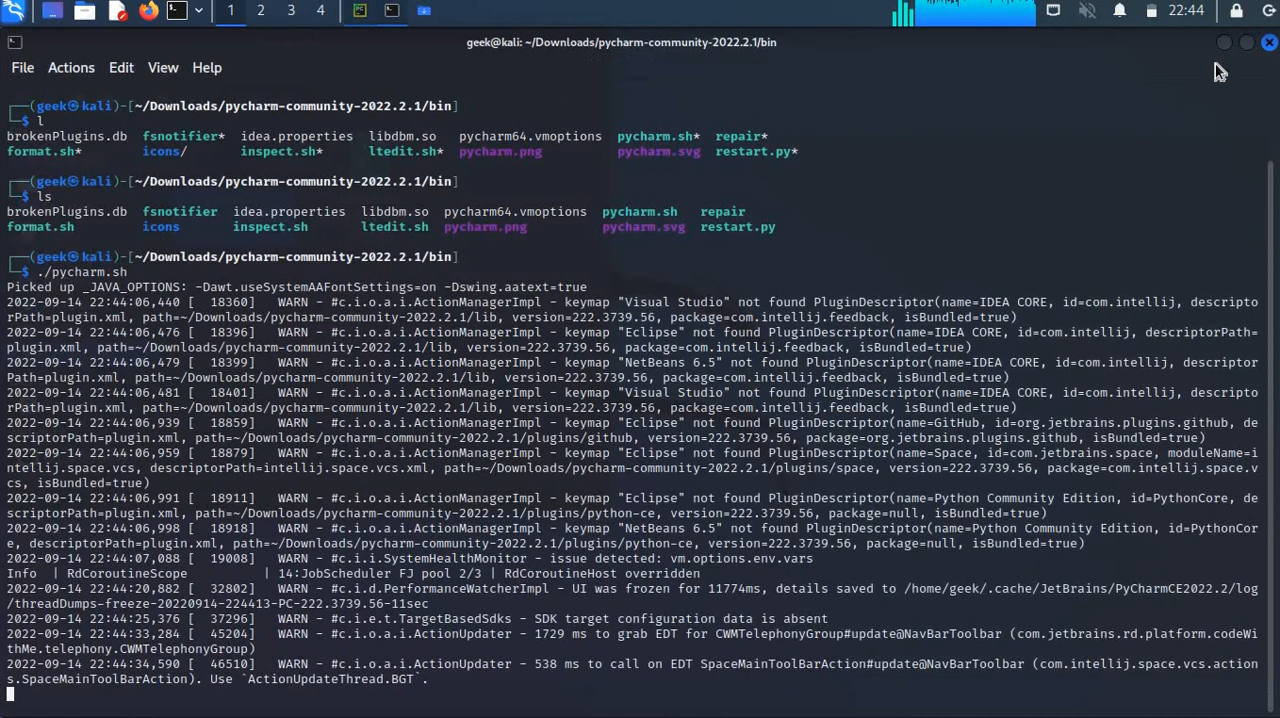 1 2 3 4 22:44
geek@kali: ~/Downloads/pycharm-community-2022.2.1/bin
File Actions Edit View Help
┌──(geek㉿kali)-[~/Downloads/pycharm-community-2022.2.1/bin]
└─$ l
brokenPlugins.db fsnotifier* idea.properties libdbm.so pycharm64.vmoptions pycharm.sh* repair*
format.sh* icons/ inspect.sh* ltedit.sh* pycharm.png pycharm.svg restart.py*
┌──(geek㉿kali)-[~/Downloads/pycharm-community-2022.2.1/bin]
└─$ ls
brokenPlugins.db fsnotifier idea.properties libdbm.so pycharm64.vmoptions pycharm.sh repair
format.sh icons inspect.sh ltedit.sh pycharm.png pycharm.svg restart.py
┌──(geek㉿kali)-[~/Downloads/pycharm-community-2022.2.1/bin]
└─$ ./pycharm.sh
Picked up _JAVA_OPTIONS: -Dawt.useSystemAAFontSettings=on -Dswing.aatext=true
2022-09-14 22:44:06,440 [ 18360] WARN - #c.i.o.a.i.ActionManagerImpl - keymap "Visual Studio" not found PluginDescriptor(name=IDEA CORE, id=com.intellij, descripto
rPath=plugin.xml, path=~/Downloads/pycharm-community-2022.2.1/lib, version=222.3739.56, package=com.intellij.feedback, isBundled=true)
2022-09-14 22:44:06,476 [ 18396] WARN - #c.i.o.a.i.ActionManagerImpl - keymap "Eclipse" not found PluginDescriptor(name=IDEA CORE, id=com.intellij, descriptorPath=
plugin.xml, path=~/Downloads/pycharm-community-2022.2.1/lib, version=222.3739.56, package=com.intellij.feedback, isBundled=true)
2022-09-14 22:44:06,479 [ 18399] WARN - #c.i.o.a.i.ActionManagerImpl - keymap "NetBeans 6.5" not found PluginDescriptor(name=IDEA CORE, id=com.intellij, descriptor
Path=plugin.xml, path=~/Downloads/pycharm-community-2022.2.1/lib, version=222.3739.56, package=com.intellij.feedback, isBundled=true)
2022-09-14 22:44:06,481 [ 18401] WARN - #c.i.o.a.i.ActionManagerImpl - keymap "Visual Studio" not found PluginDescriptor(name=IDEA CORE, id=com.intellij, descripto
rPath=plugin.xml, path=~/Downloads/pycharm-community-2022.2.1/lib, version=222.3739.56, package=com.intellij.feedback, isBundled=true)
2022-09-14 22:44:06,939 [ 18859] WARN - #c.i.o.a.i.ActionManagerImpl - keymap "Eclipse" not found PluginDescriptor(name=GitHub, id=org.jetbrains.plugins.github, de
scriptorPath=plugin.xml, path=~/Downloads/pycharm-community-2022.2.1/plugins/github, version=222.3739.56, package=org.jetbrains.plugins.github, isBundled=true)
2022-09-14 22:44:06,959 [ 18879] WARN - #c.i.o.a.i.ActionManagerImpl - keymap "Eclipse" not found PluginDescriptor(name=Space, id=com.jetbrains.space, moduleName=i
ntellij.space.vcs, descriptorPath=intellij.space.vcs.xml, path=~/Downloads/pycharm-community-2022.2.1/plugins/space, version=222.3739.56, package=com.intellij.space.v
cs, isBundled=true)
2022-09-14 22:44:06,991 [ 18911] WARN - #c.i.o.a.i.ActionManagerImpl - keymap "Eclipse" not found PluginDescriptor(name=Python Community Edition, id=PythonCore, de
scriptorPath=plugin.xml, path=~/Downloads/pycharm-community-2022.2.1/plugins/python-ce, version=222.3739.56, package=null, isBundled=true)
2022-09-14 22:44:06,998 [ 18918] WARN - #c.i.o.a.i.ActionManagerImpl - keymap "NetBeans 6.5" not found PluginDescriptor(name=Python Community Edition, id=PythonCor
e, descriptorPath=plugin.xml, path=~/Downloads/pycharm-community-2022.2.1/plugins/python-ce, version=222.3739.56, package=null, isBundled=true)
2022-09-14 22:44:07,088 [ 19008] WARN - #c.i.i.SystemHealthMonitor - issue detected: vm.options.env.vars
Info | RdCoroutineScope | 14:JobScheduler FJ pool 2/3 | RdCoroutineHost overridden
2022-09-14 22:44:20,882 [ 32802] WARN - #c.i.d.PerformanceWatcherImpl - UI was frozen for 11774ms, details saved to /home/geek/.cache/JetBrains/PyCharmCE2022.2/log
/threadDumps-freeze-20220914-224413-PC-222.3739.56-11sec
2022-09-14 22:44:25,376 [ 37296] WARN - #c.i.e.t.TargetBasedSdks - SDK target configuration data is absent
2022-09-14 22:44:33,284 [ 45204] WARN - #c.i.o.a.i.ActionUpdater - 1729 ms to grab EDT for CWMTelephonyGroup#update@NavBarToolbar (com.jetbrains.rd.platform.codeWi
thMe.telephony.CWMTelephonyGroup)
2022-09-14 22:44:34,590 [ 46510] WARN - #c.i.o.a.i.ActionUpdater - 538 ms to call on EDT SpaceMainToolBarAction#update@NavBarToolbar (com.intellij.space.vcs.action
s.SpaceMainToolBarAction). Use `ActionUpdateThread.BGT`.